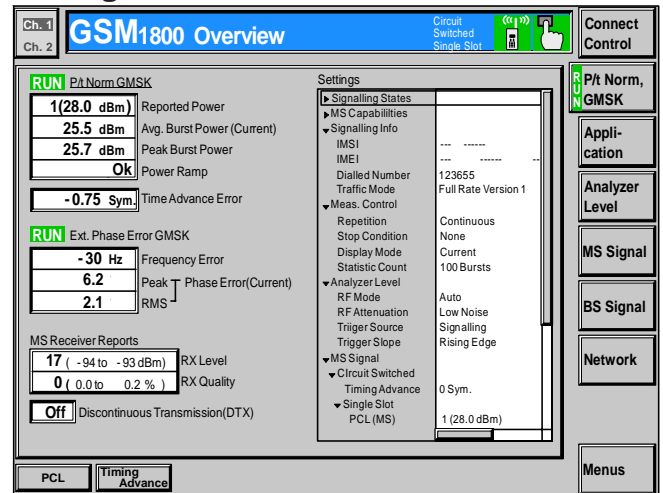 Ch. 1
Ch. 2
GSM1800 Overview
Circuit
Switched
Single Slot
Connect
Control
RUN P/t Norm GMSK
1(28.0 dBm) Reported Power
25.5 dBm Avg. Burst Power (Current)
25.7 dBm Peak Burst Power
Ok Power Ramp
-0.75 Sym. Time Advance Error
RUN Ext. Phase Error GMSK
-30 Hz Frequency Error
6.2 Peak Phase Error(Current)
2.1 RMS
MS Receiver Reports
17 ( -94 to -93 dBm) RX Level
0 ( 0.0 to 0.2 % ) RX Quality
Off Discontinuous Transmission(DTX)
Settings
Signalling States
MS Capabililties
Signalling Info
IMSI --- ------
IMEI --- ------ --
Dialled Number 123655
Traffic Mode Full Rate Version 1
Meas. Control
Repetition Continuous
Stop Condition None
Display Mode Current
Statistic Count 100 Bursts
Analyzer Level
RF Mode Auto
RF Attenuation Low Noise
Triiger Source Signalling
Trigger Slope Rising Edge
MS Signal
CIrcuit Switched
Timing Advance 0 Sym.
Single Slot
PCL (MS) 1 (28.0 dBm)
RUN
P/t Norm,
GMSK
Appli-
cation
Analyzer
Level
MS Signal
BS Signal
Network
Menus
PCL
Timing
Advance